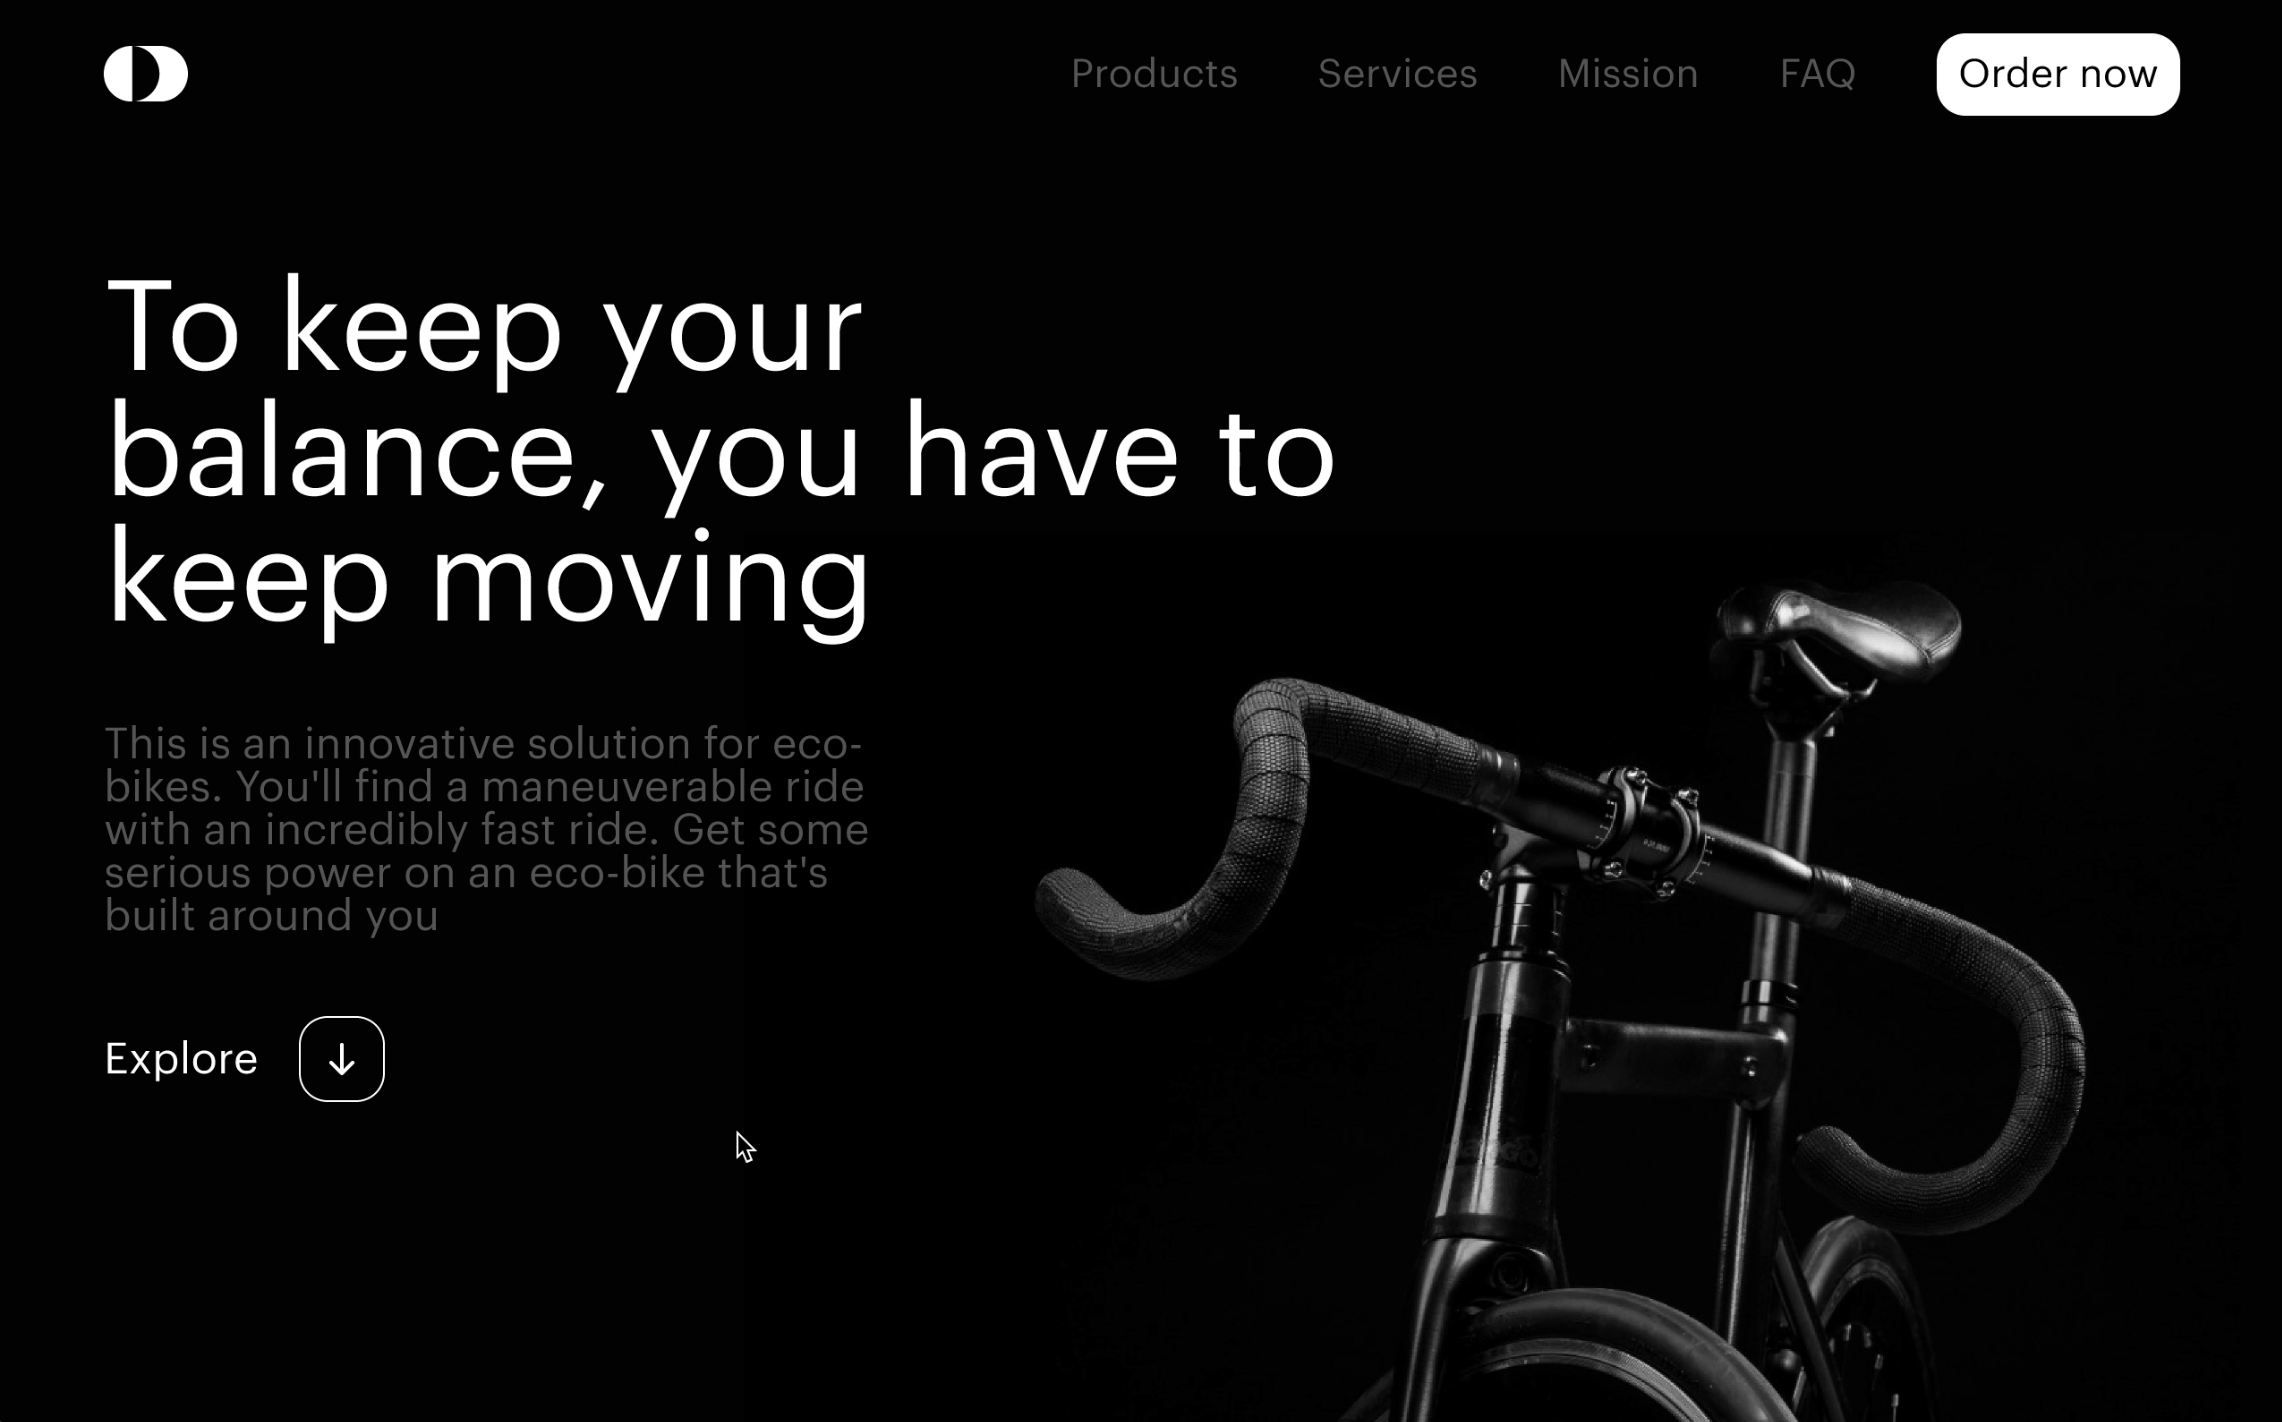 Products Services Mission FAQ Order now
To keep your
balance, you have to
keep moving
This is an innovative solution for eco-
bikes. You'll find a maneuverable ride
with an incredibly fast ride. Get some
serious power on an eco-bike that's
built around you
Explore